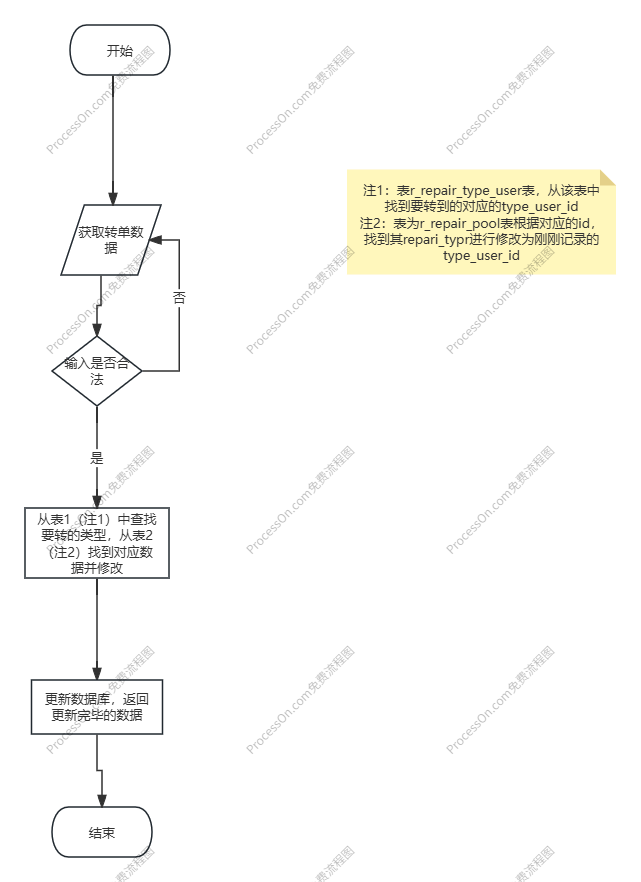 开始
获取转单数
据
否
输入是否合
法
是
从表1（注1）中查找
要转的类型，从表2
（注2）找到对应数
据并修改
更新数据库，返回
更新完毕的数据
结束
注1：表r_repair_type_user表，从该表中
找到要转到的对应的type_user_id
注2：表为r_repair_pool表根据对应的id，
找到其repari_typr进行修改为刚刚记录的
type_user_id
ProcessOn.com免费流程图
ProcessOn.com免费流程图
ProcessOn.com免费流程图
ProcessOn.com免费流程图
ProcessOn.com免费流程图
ProcessOn.com免费流程图
ProcessOn.com免费流程图
ProcessOn.com免费流程图
ProcessOn.com免费流程图
ProcessOn.com免费流程图
ProcessOn.com免费流程图
ProcessOn.com免费流程图
费流程图
费流程图
费流程图